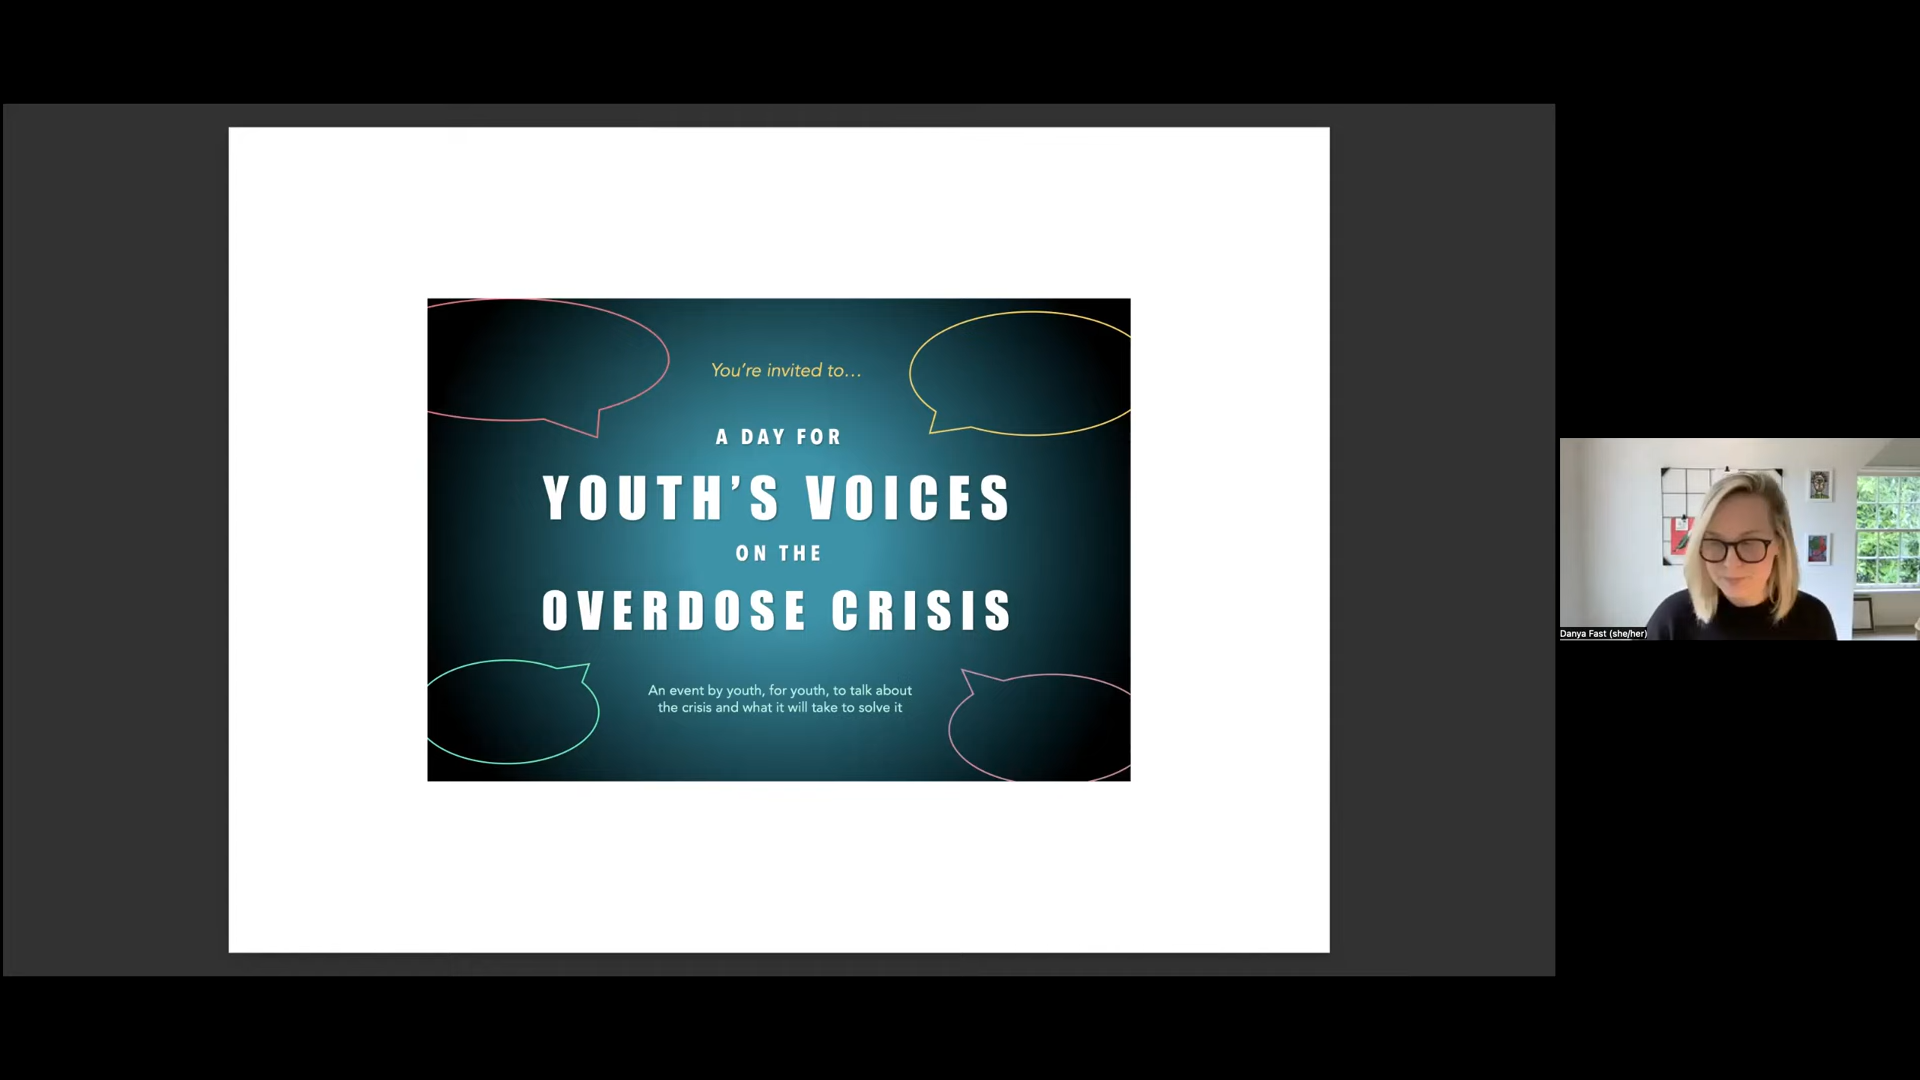 You're invited to...
A DAY FOR
YOUTH'S VOICES
ON THE
OVERDOSE CRISIS
An event by youth, for youth, to talk about
the crisis and what it will take to solve it
Danya Fast (she/her)